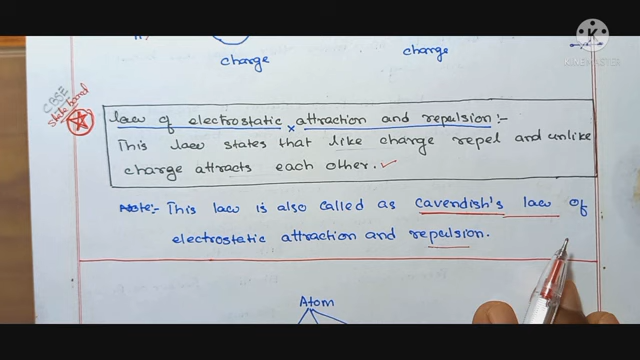 charge
charge
CBSE
State board
Law of electrostatic attraction and repulsion:-
This law states that like charge repel and unlike
charge attracts each other.
Note:- This law is also called as Cavendish's law of
electrostatic attraction and repulsion.
Atom
KINEMASTER